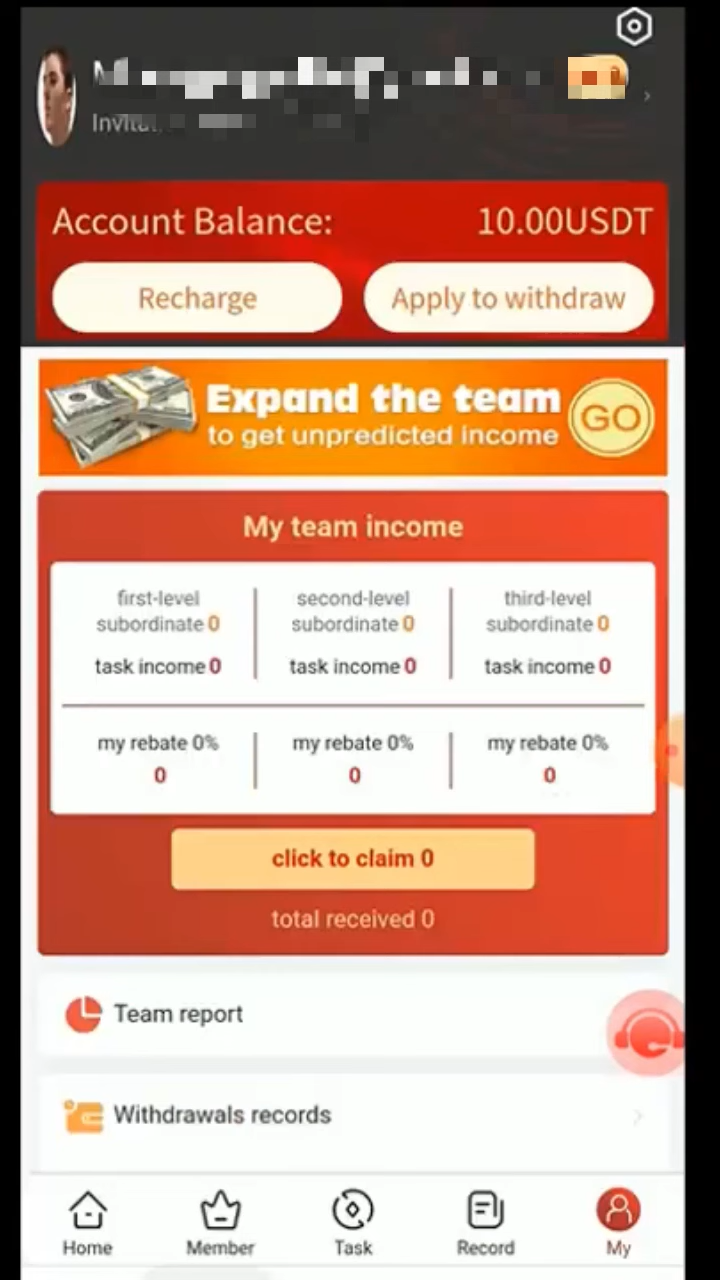 Account Balance: 10.00USDT
Recharge
Apply to withdraw
Expand the team
to get unpredicted income
GO
My team income
first-level subordinate 0
task income 0
second-level subordinate 0
task income 0
third-level subordinate 0
task income 0
my rebate 0%
0
my rebate 0%
0
my rebate 0%
0
click to claim 0
total received 0
Team report
Withdrawals records
Home
Member
Task
Record
My